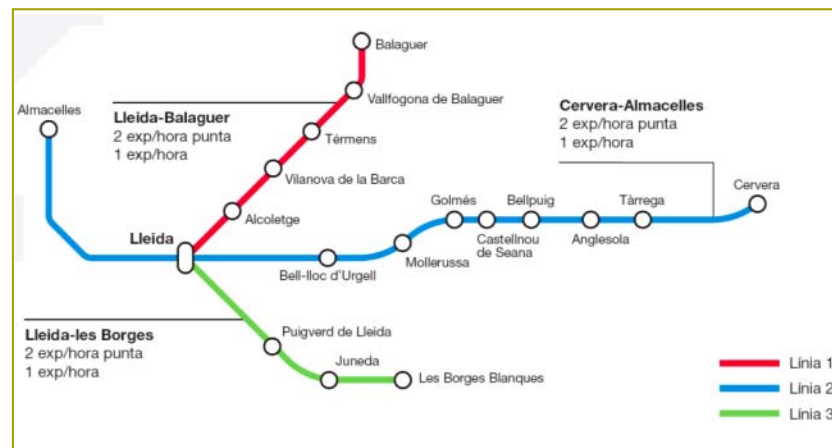 Balaguer
Vallfogona de Balaguer
Almacelles
Lleida-Balaguer
2 exp/hora punta
1 exp/hora
Cervera-Almacelles
2 exp/hora punta
1 exp/hora
Térmens
Vilanova de la Barca
Alcoletge
Golmés
Bellpuig
Tàrrega
Cervera
Lleida
Castellnou
de Seana
Anglesola
Mollerussa
Bell-lloc d'Urgell
Lleida-les Borges
2 exp/hora punta
1 exp/hora
Puigverd de Lleida
Juneda
Les Borges Blanques
Línia 1
Línia 2
Línia 3